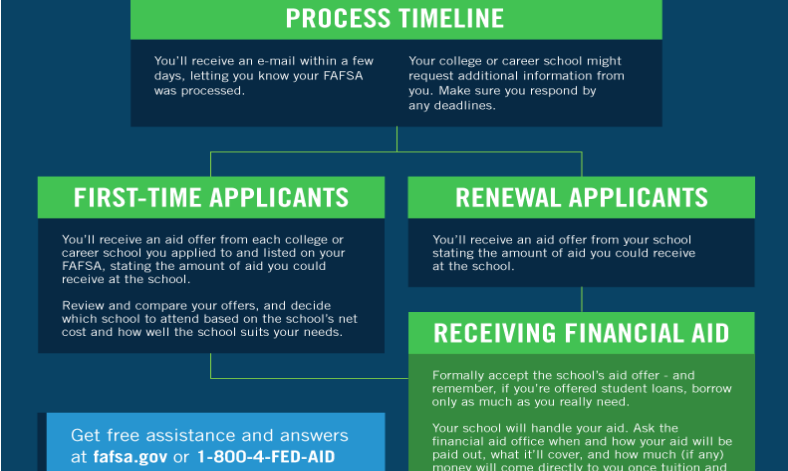 PROCESS TIMELINE
You'll receive an e-mail within a few
days, letting you know your FAFSA
was processed.
Your college or career school might
request additional information from
you. Make sure you respond by
any deadlines.
FIRST-TIME APPLICANTS
You'll receive an aid offer from each college or
career school you applied to and listed on your
FAFSA, stating the amount of aid you could
receive at the school.
Review and compare your offers, and decide
which school to attend based on the school's net
cost and how well the school suits your needs.
RENEWAL APPLICANTS
You'll receive an aid offer from your school
stating the amount of aid you could receive
at the school.
RECEIVING FINANCIAL AID
Formally accept the school's aid offer - and
remember, if you're offered student loans, borrow
only as much as you really need.
Your school will handle your aid. Ask the
financial aid office when and how your aid will be
paid out, what it'll cover, and how much (if any)
money will come directly to you once tuition and
Get free assistance and answers
at fafsa.gov or 1-800-4-FED-AID